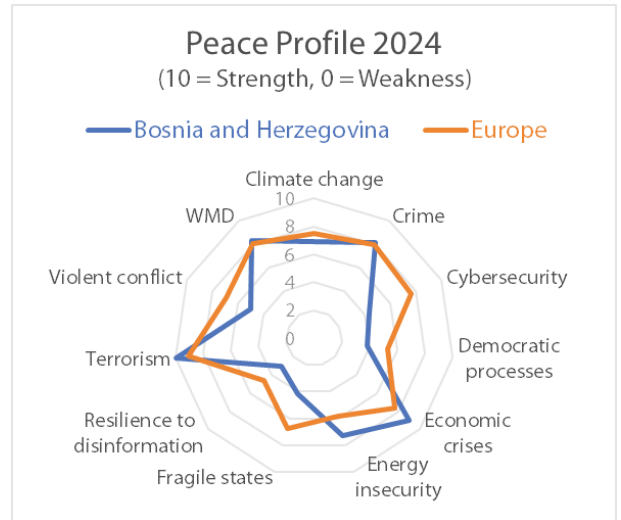 Peace Profile 2024
(10 = Strength, 0 = Weakness)
Bosnia and Herzegovina
Europe
Climate change
10
8
6
4
2
0
Crime
Cybersecurity
Democratic
processes
Economic
crises
Energy
insecurity
Fragile states
Resilience to
disinformation
Terrorism
Violent conflict
WMD